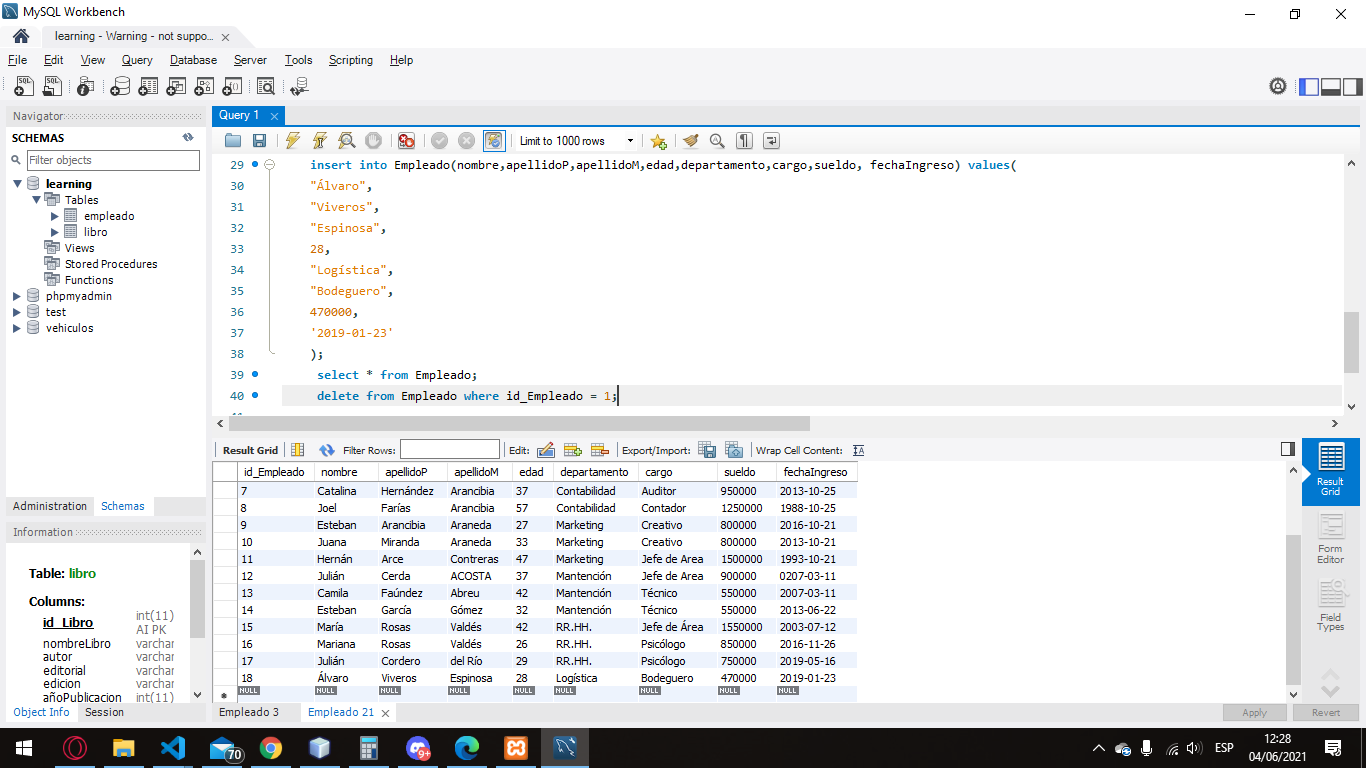 MySQL Workbench
learning - Warning - not suppo...
File Edit View Query Database Server Tools Scripting Help
Navigator
SCHEMAS
Filter objects
learning
Tables
empleado
libro
Views
Stored Procedures
Functions
phpmyadmin
test
vehiculos
Administration Schemas
Information
Table: libro
Columns:
id_Libro int(11)
AI PK
nombreLibro varchar
autor varchar
editorial varchar
edicion varchar
añoPublicacion int(11)
Object Info Session
Query 1
Limit to 1000 rows
29 insert into Empleado(nombre,apellidoP,apellidoM,edad,departamento,cargo,sueldo, fechaIngreso) values(
30 "Álvaro",
31 "Viveros",
32 "Espinosa",
33 28,
34 "Logística",
35 "Bodeguero",
36 470000,
37 '2019-01-23'
38 );
39 select * from Empleado;
40 delete from Empleado where id_Empleado = 1;
Result Grid Filter Rows: Edit: Export/Import: Wrap Cell Content:
id_Empleado nombre apellidoP apellidoM edad departamento cargo sueldo fechaIngreso
7 Catalina Hernández Arancibia 37 Contabilidad Auditor 950000 2013-10-25
8 Joel Farías Arancibia 57 Contabilidad Contador 1250000 1988-10-25
9 Esteban Arancibia Araneda 27 Marketing Creativo 800000 2016-10-21
10 Juana Miranda Araneda 33 Marketing Creativo 800000 2013-10-21
11 Hernán Arce Contreras 47 Marketing Jefe de Area 1500000 1993-10-21
12 Julián Cerda ACOSTA 37 Mantención Jefe de Area 900000 0207-03-11
13 Camila Faúndez Abreu 42 Mantención Técnico 550000 2007-03-11
14 Esteban García Gómez 32 Mantención Técnico 550000 2013-06-22
15 María Rosas Valdés 42 RR.HH. Jefe de Área 1550000 2003-07-12
16 Mariana Rosas Valdés 26 RR.HH. Psicólogo 850000 2016-11-26
17 Julián Cordero del Río 29 RR.HH. Psicólogo 750000 2019-05-16
18 Álvaro Viveros Espinosa 28 Logística Bodeguero 470000 2019-01-23
NULL NULL NULL NULL NULL NULL NULL NULL NULL
Result
Grid
Form
Editor
Field
Types
Empleado 3 Empleado 21 Apply Revert
70
9+
ESP
12:28
04/06/2021